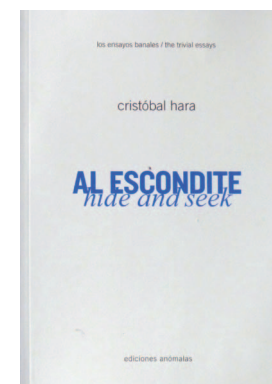 los ensayos banales / the trivial essays
cristóbal hara
AL ESCONDITE
hide and seek
ediciones anómalas